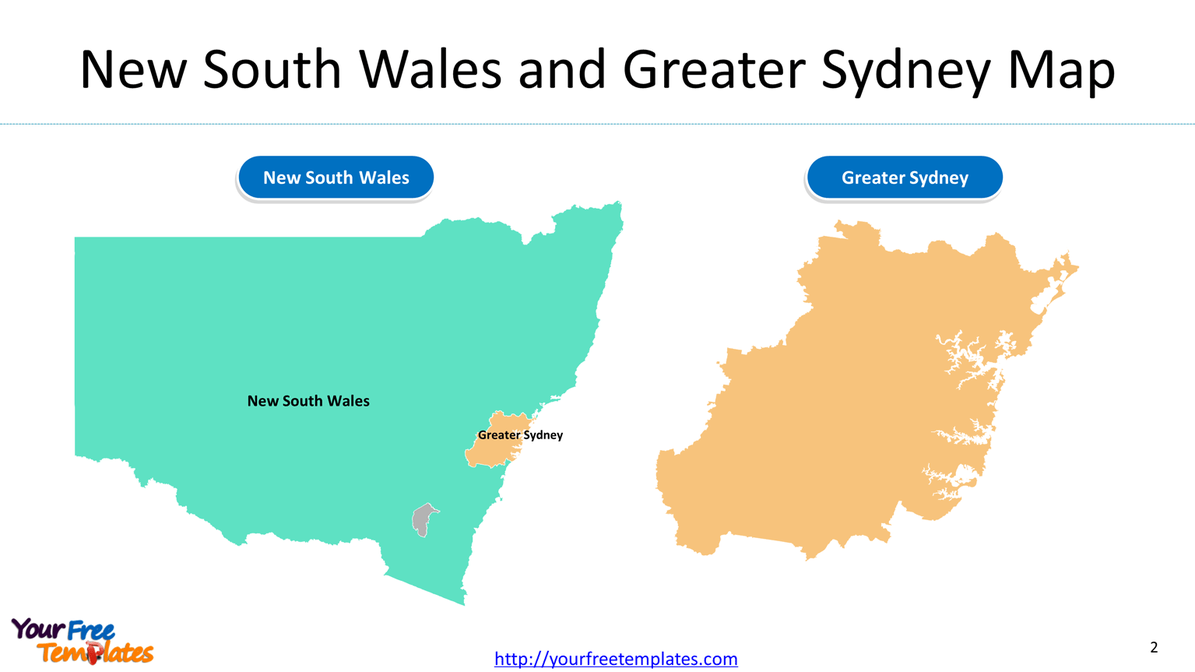 New South Wales and Greater Sydney Map
New South Wales
Greater Sydney
New South Wales
Greater Sydney
Your Free
Templates
http://yourfreetemplates.com
2